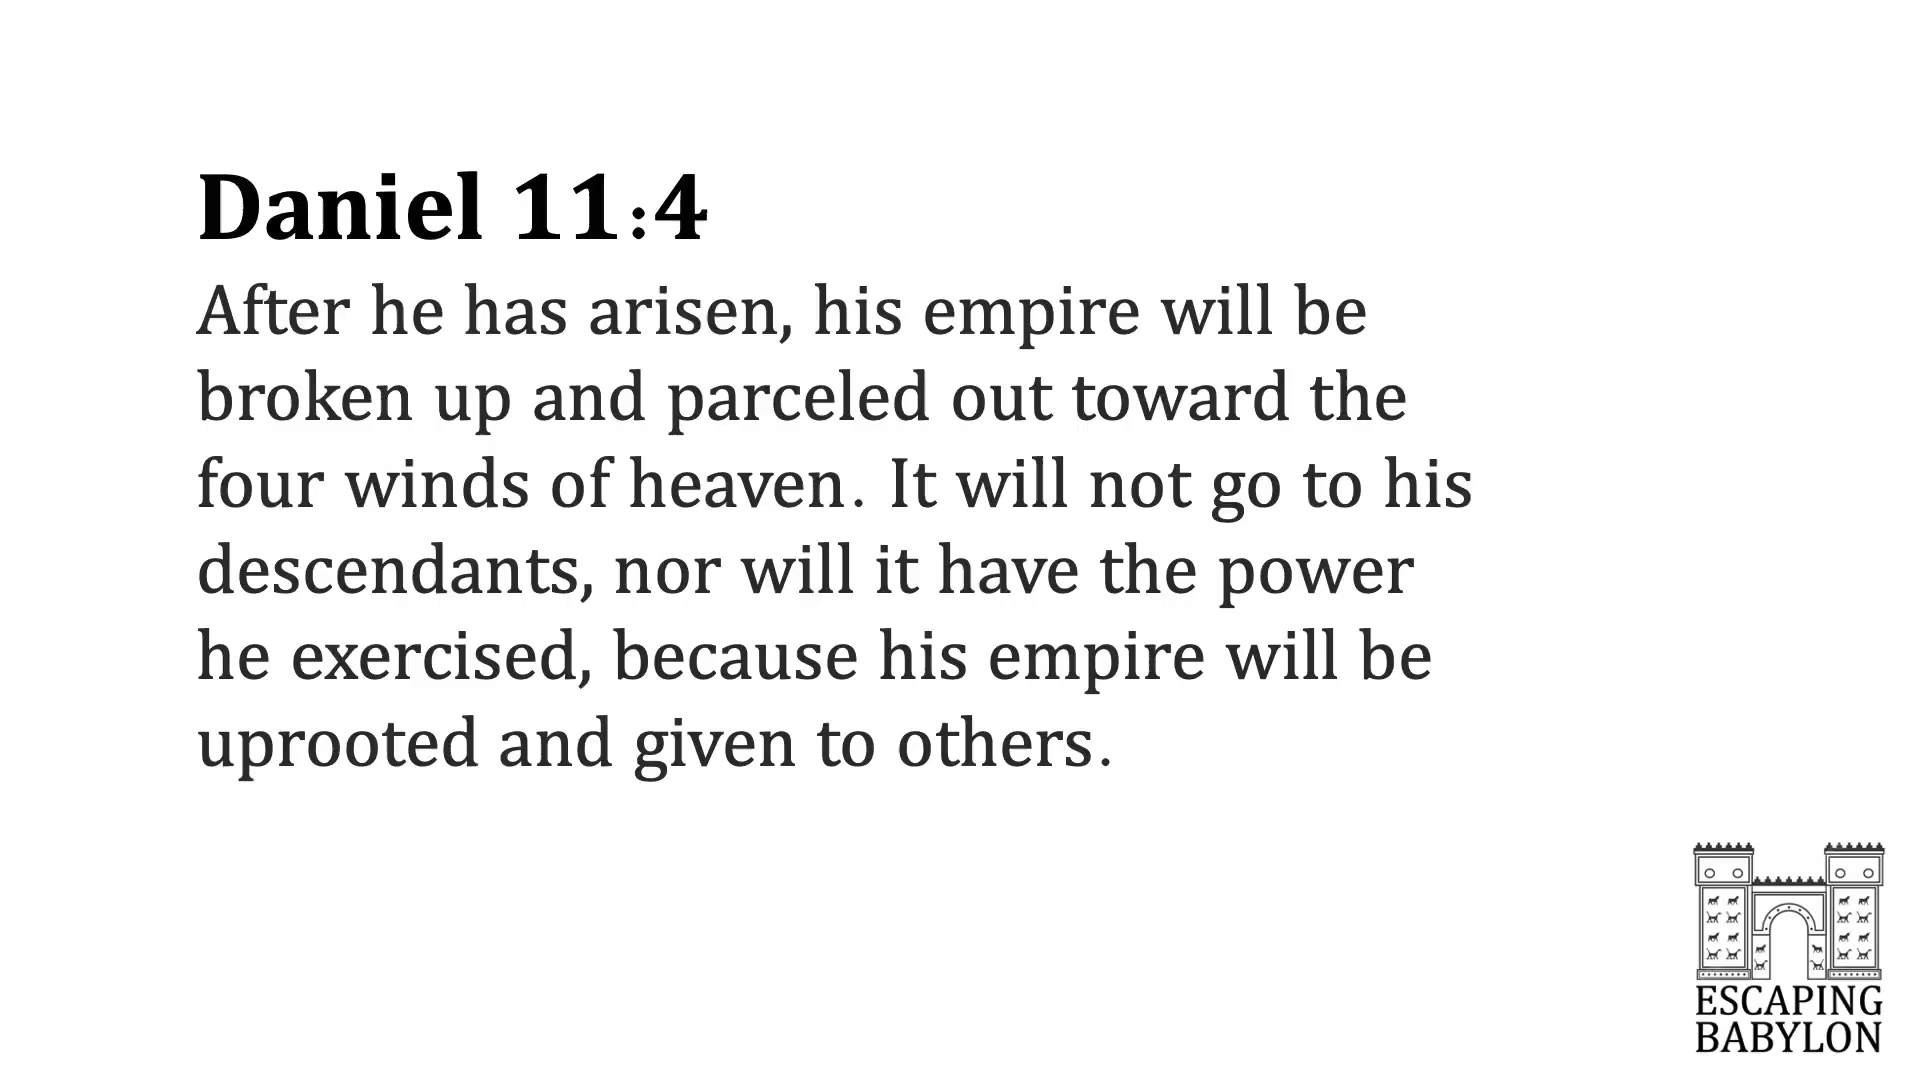 Daniel 11:4
After he has arisen, his empire will be
broken up and parceled out toward the
four winds of heaven. It will not go to his
descendants, nor will it have the power
he exercised, because his empire will be
uprooted and given to others.
ESCAPING
BABYLON